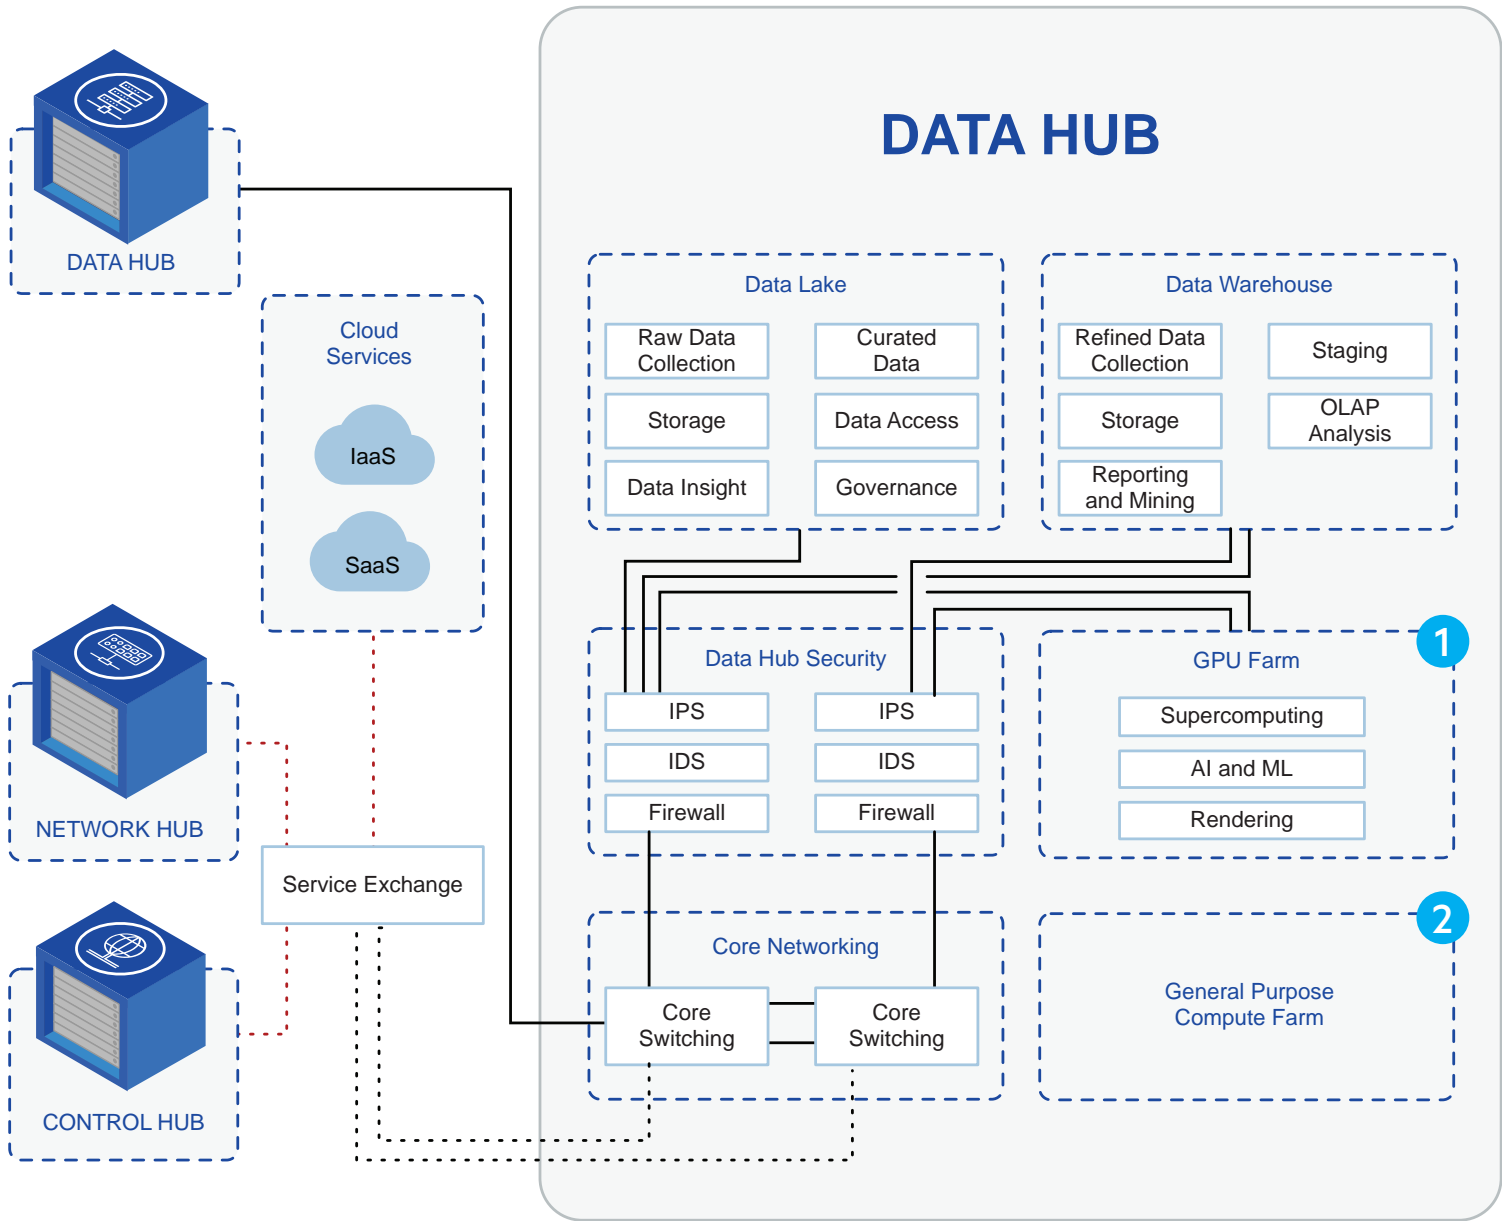 DATA HUB
DATA HUB
Cloud
Services
IaaS
SaaS
NETWORK HUB
Service Exchange
CONTROL HUB
Data Lake
Raw Data
Collection
Curated
Data
Storage
Data Access
Data Insight
Governance
Data Warehouse
Refined Data
Collection
Staging
Storage
OLAP
Analysis
Reporting
and Mining
Data Hub Security
IPS
IPS
IDS
IDS
Firewall
Firewall
1
GPU Farm
Supercomputing
AI and ML
Rendering
Core Networking
Core
Switching
Core
Switching
2
General Purpose
Compute Farm